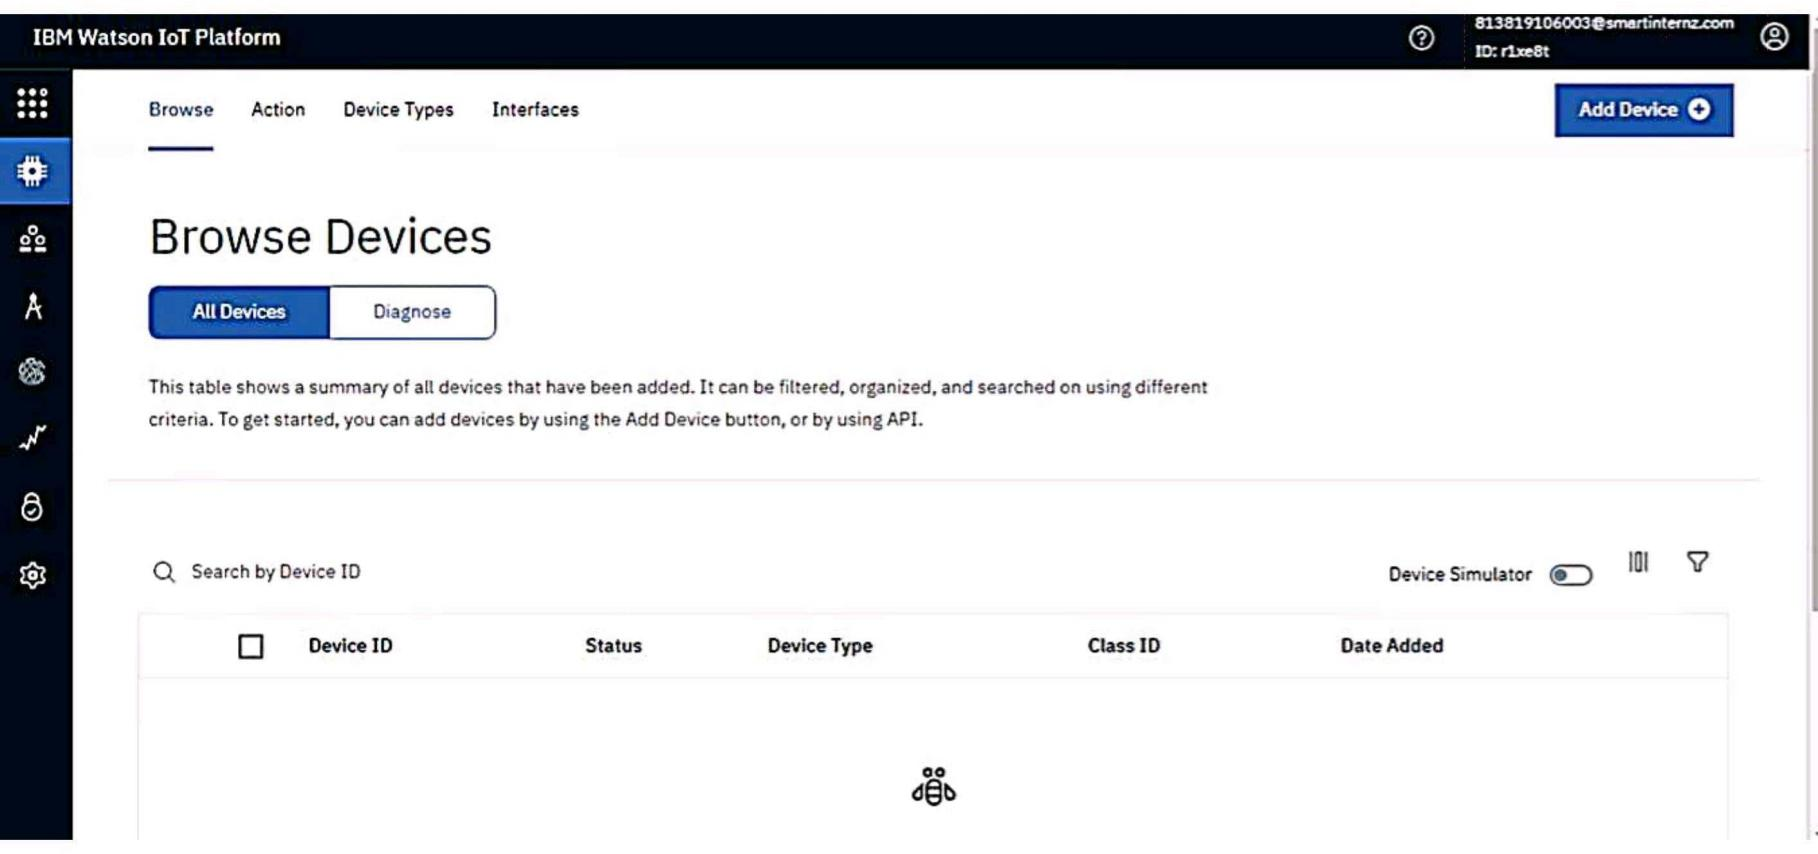 IBM Watson IoT Platform
813819106003@smartinternz.com
ID: r1xe8t
Browse Action Device Types Interfaces
Add Device
Browse Devices
All Devices Diagnose
This table shows a summary of all devices that have been added. It can be filtered, organized, and searched on using different
criteria. To get started, you can add devices by using the Add Device button, or by using API.
Search by Device ID
Device Simulator
Device ID Status Device Type Class ID Date Added